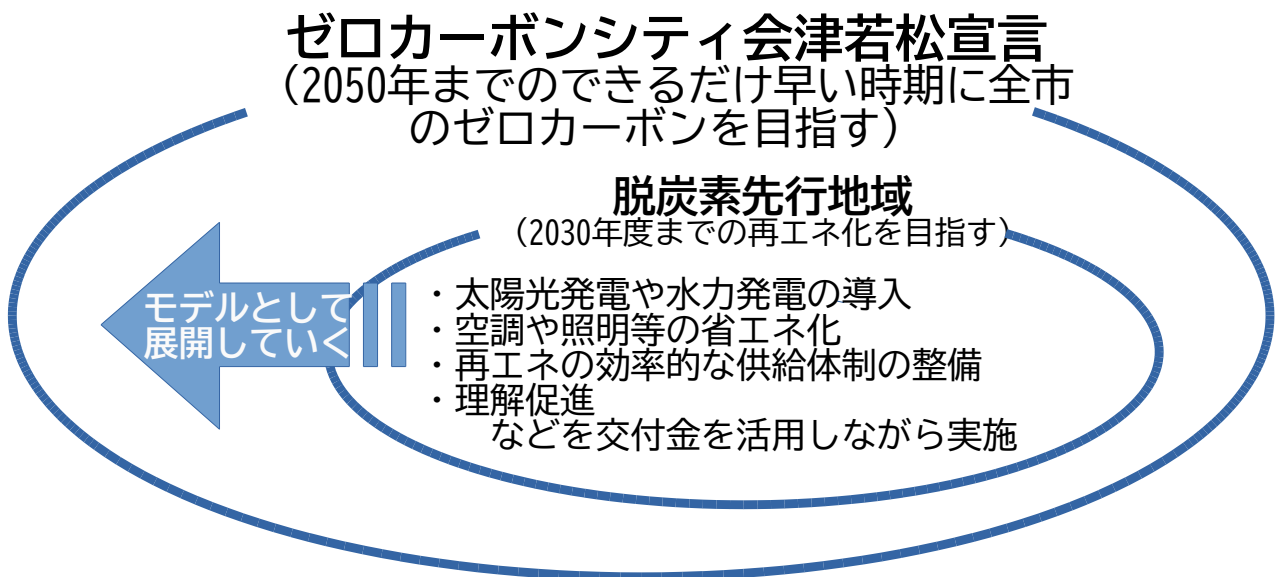 ゼロカーボンシティ会津若松宣言
（2050年までのできるだけ早い時期に全市
のゼロカーボンを目指す）
脱炭素先行地域
（2030年度までの再エネ化を目指す）
モデルとして
展開していく
・太陽光発電や水力発電の導入
・空調や照明等の省エネ化
・再エネの効率的な供給体制の整備
・理解促進
などを交付金を活用しながら実施